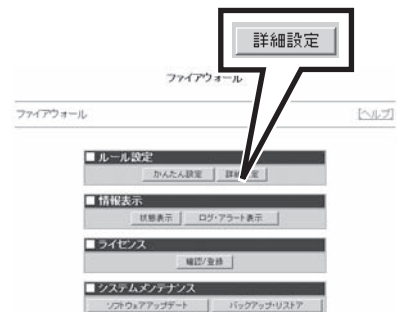 詳細設定
ファイアウォール
ファイアウォール [ヘルプ]
■ ルール設定
かんたん設定 詳細設定
■ 情報表示
状態表示 ログ・アラート表示
■ ライセンス
確認/登録
■ システムメンテナンス
ソフトウェアアップデート バックアップ・リストア